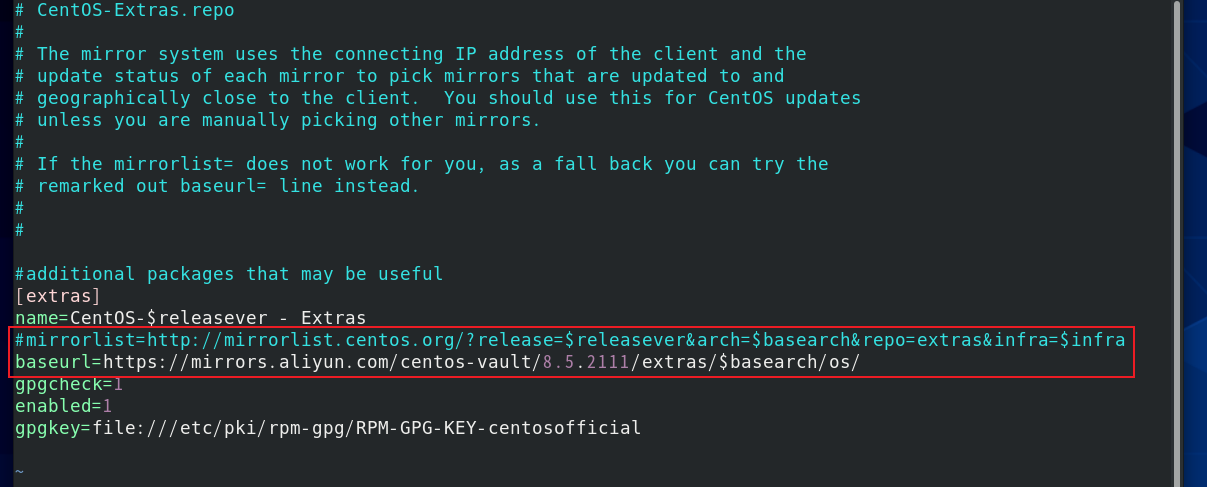 # CentOS-Extras.repo
#
# The mirror system uses the connecting IP address of the client and the
# update status of each mirror to pick mirrors that are updated to and
# geographically close to the client.  You should use this for CentOS updates
# unless you are manually picking other mirrors.
#
# If the mirrorlist= does not work for you, as a fall back you can try the
# remarked out baseurl= line instead.
#
#
#additional packages that may be useful
[extras]
name=CentOS-$releasever - Extras
#mirrorlist=http://mirrorlist.centos.org/?release=$releasever&arch=$basearch&repo=extras&infra=$infra
baseurl=https://mirrors.aliyun.com/centos-vault/8.5.2111/extras/$basearch/os/
gpgcheck=1
enabled=1
gpgkey=file:///etc/pki/rpm-gpg/RPM-GPG-KEY-centosofficial
~